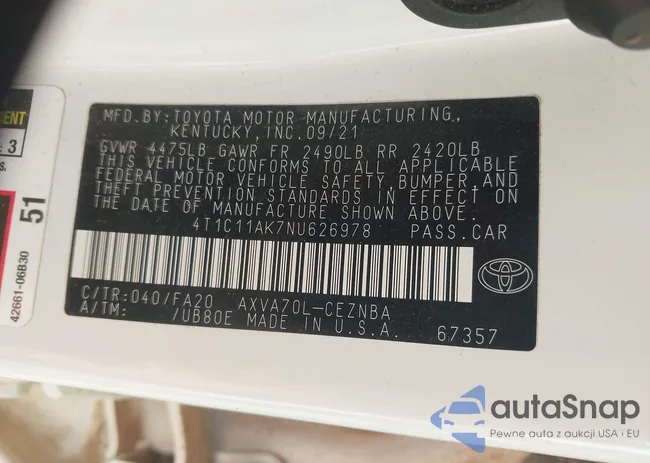 MFD.BY:TOYOTA MOTOR MANUFACTURING.,
KENTUCKY,INC.09/21
GVWR 4475LB GAWR FR 2490LB RR 2420LB
THIS VEHICLE CONFORMS TO ALL APPLICABLE
FEDERAL MOTOR VEHICLE SAFETY, BUMPER, AND
THEFT PREVENTION STANDARDS IN EFFECT ON
THE DATE OF MANUFACTURE SHOWN ABOVE.
4T1C11AK7NU626978 PASS.CAR
C/TR:040/FA20 AXVA70L-CEZNBA
A/TM: /UB80E MADE IN U.S.A. 67357
3
51
42661-06B30
autaSnap
Pewne auta z aukcji USA i EU